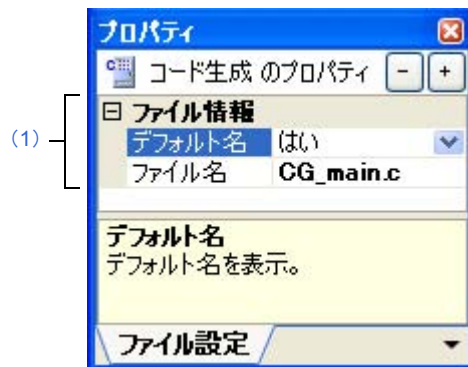 プロパティ
コード生成 のプロパティ - +
(1)
ファイル情報
デフォルト名 はい
ファイル名 CG_main.c
デフォルト名
デフォルト名を表示。
ファイル設定